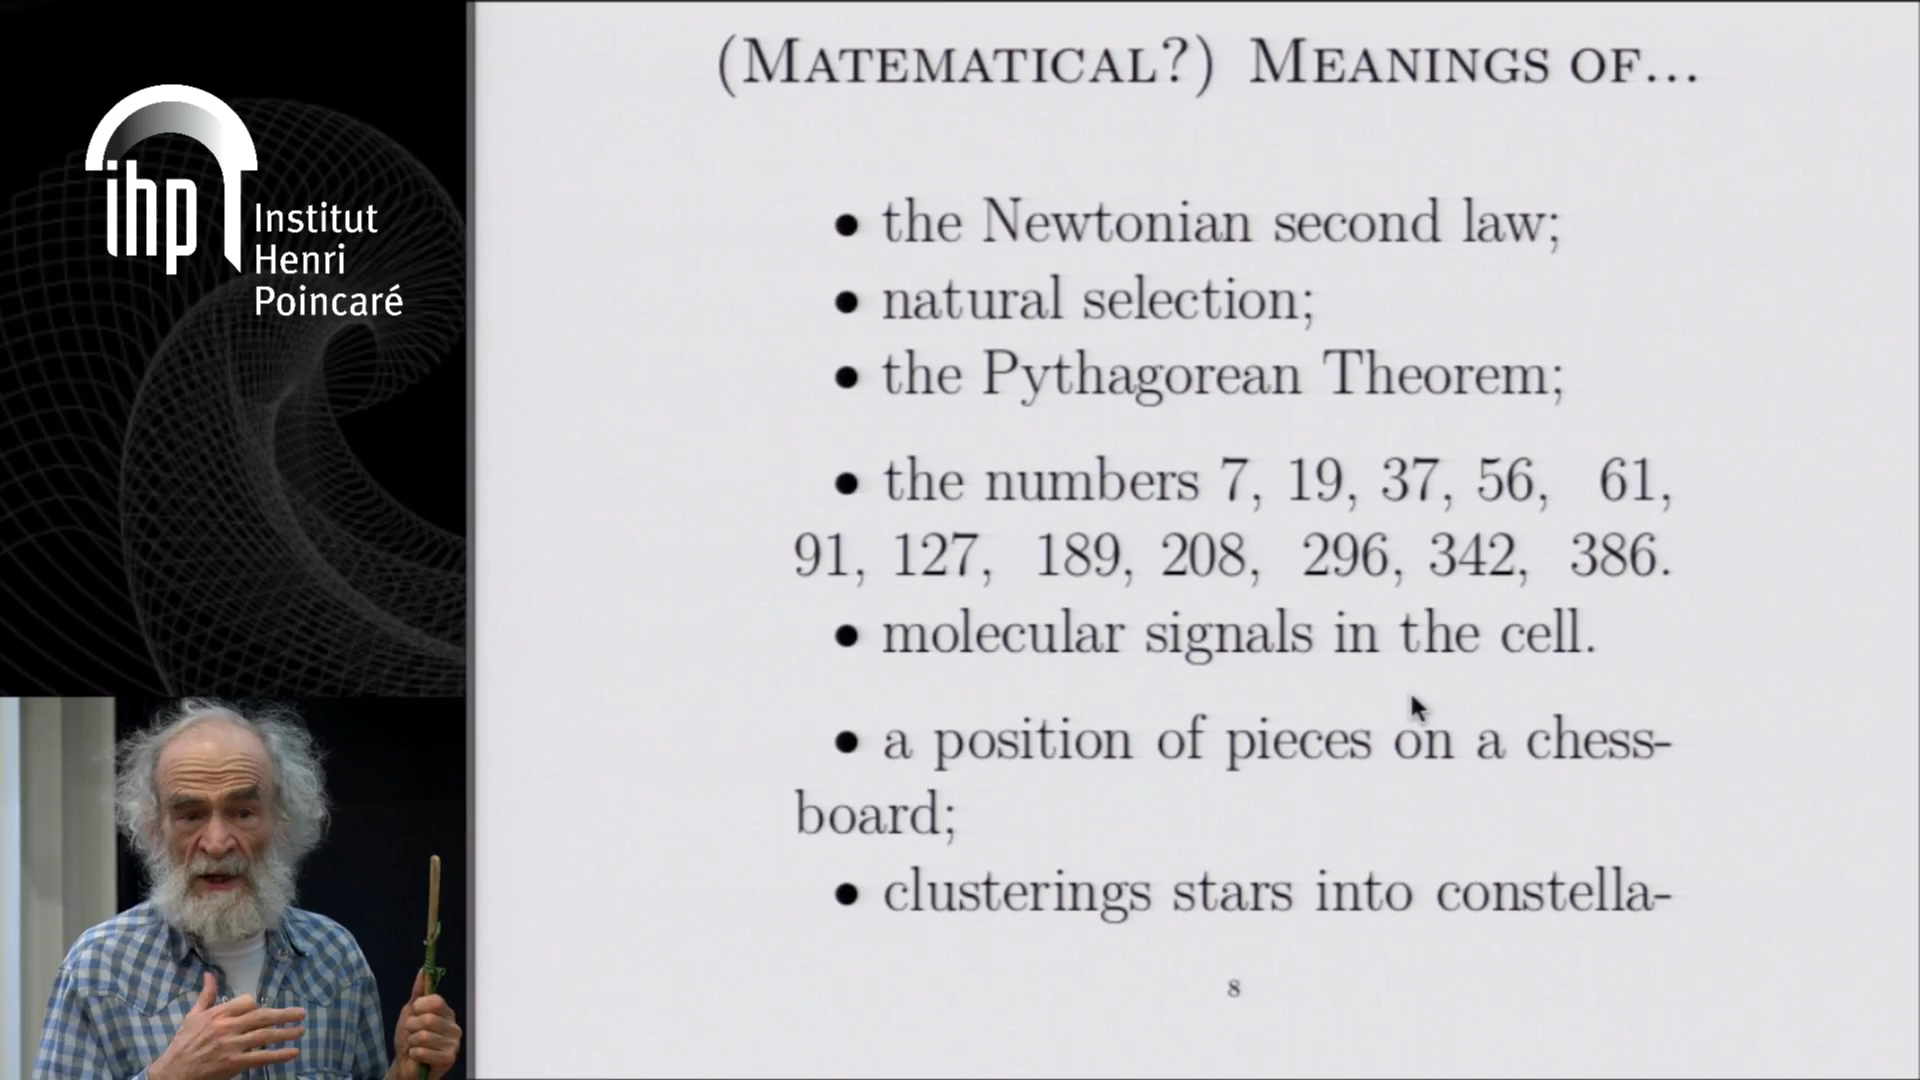 ihp
Institut
Henri
Poincaré
(MATEMATICAL?) MEANINGS OF...
• the Newtonian second law;
• natural selection;
• the Pythagorean Theorem;
• the numbers 7, 19, 37, 56, 61,
91, 127, 189, 208, 296, 342, 386.
• molecular signals in the cell.
• a position of pieces on a chess-
board;
• clusterings stars into constella-
8